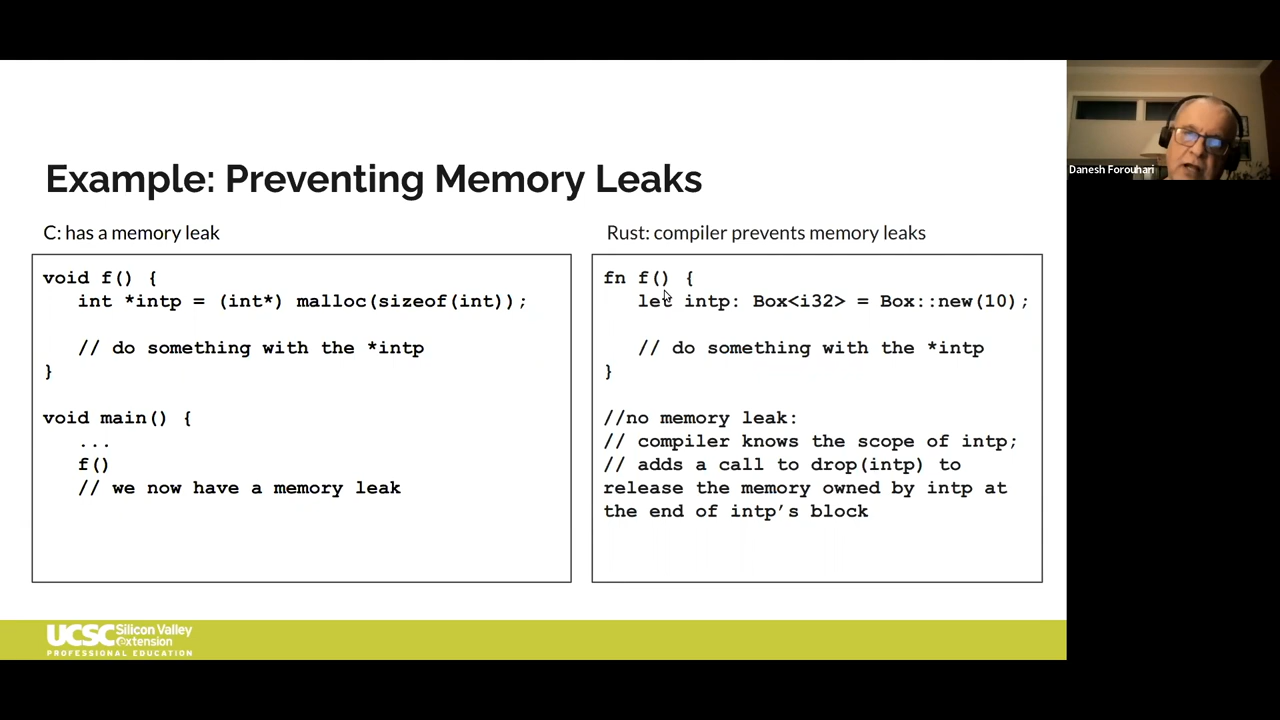 Example: Preventing Memory Leaks
C: has a memory leak
void f() {
int *intp = (int*) malloc(sizeof(int));
// do something with the *intp
}
void main() {
...
f()
// we now have a memory leak
Rust: compiler prevents memory leaks
fn f() {
let intp: Box<i32> = Box::new(10);
// do something with the *intp
}
//no memory leak:
// compiler knows the scope of intp;
// adds a call to drop(intp) to
release the memory owned by intp at
the end of intp’s block
UCSC Silicon Valley
extension
PROFESSIONAL EDUCATION
Danesh Forouhari